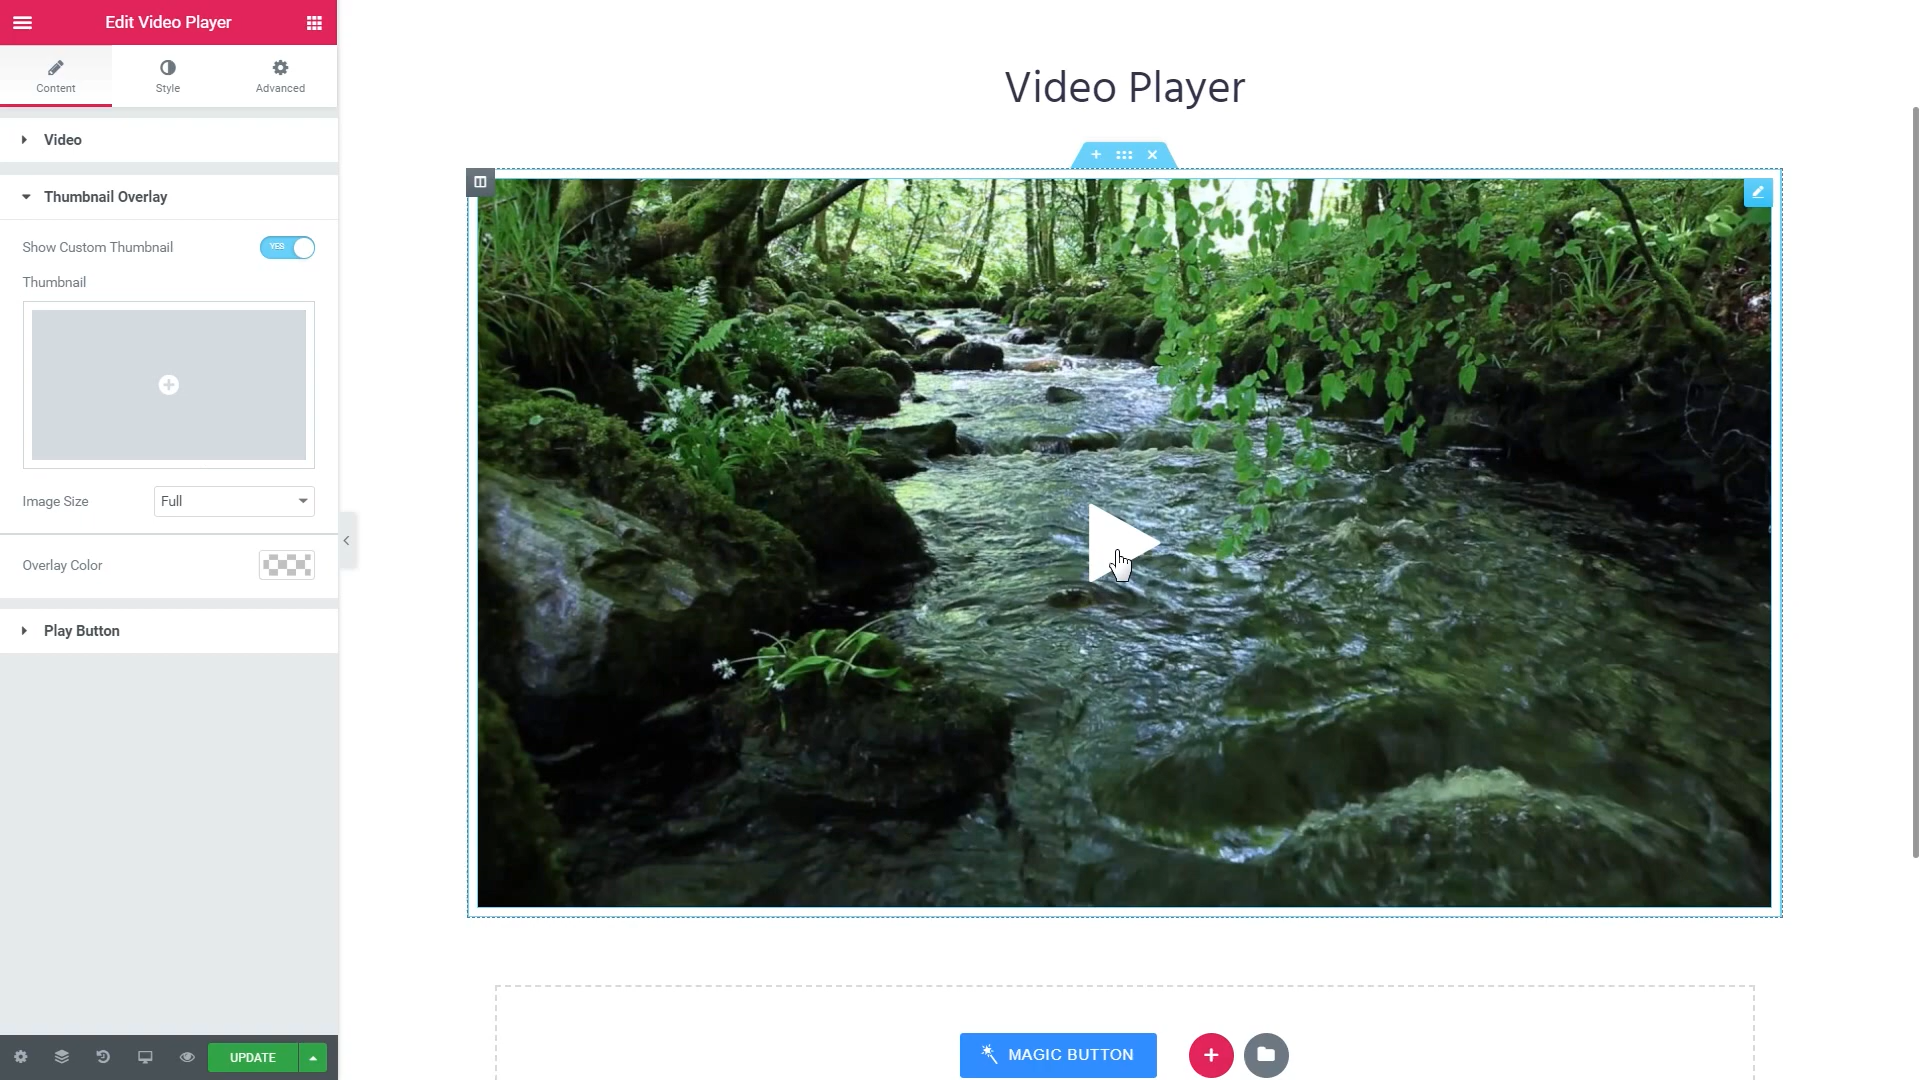 Edit Video Player
Content
Style
Advanced
Video
Thumbnail Overlay
Show Custom Thumbnail
YES
Thumbnail
Image Size
Full
Overlay Color
Play Button
UPDATE
Video Player
MAGIC BUTTON